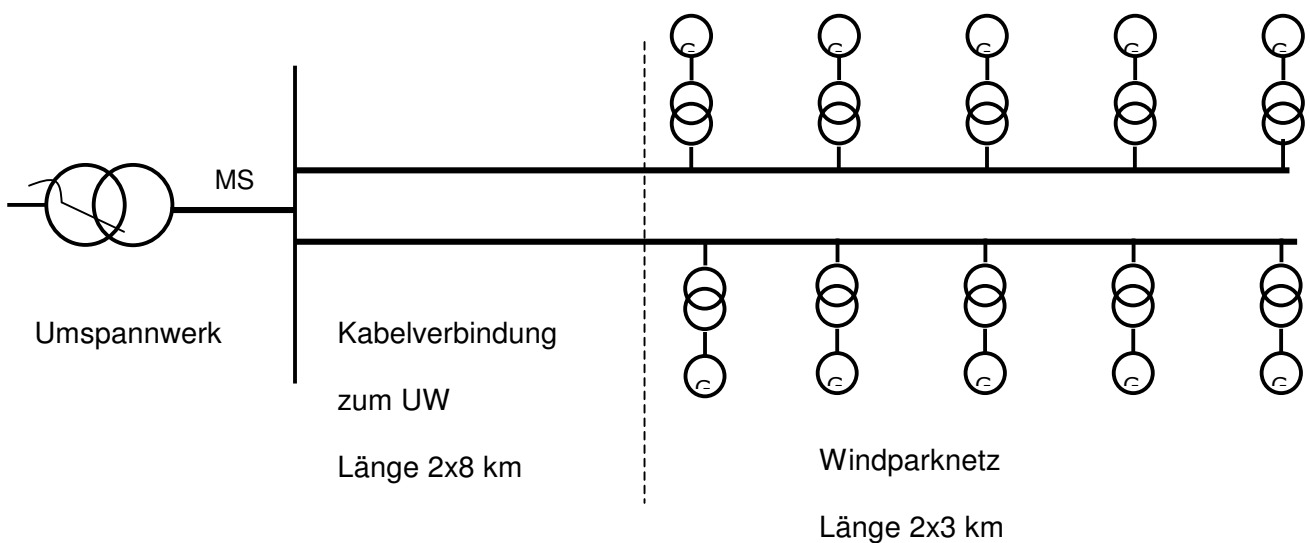 MS
Umspannwerk
Kabelverbindung
zum UW
Länge 2x8 km
Windparknetz
Länge 2x3 km